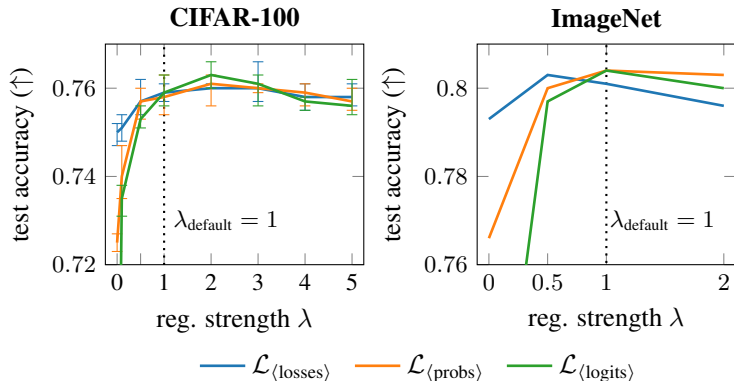 CIFAR-100
ImageNet
test accuracy (↑)
0.76
0.74
0.72
λ_default = 1
0 1 2 3 4 5
reg. strength λ
test accuracy (↑)
0.8
0.78
0.76
λ_default = 1
0 0.5 1 2
reg. strength λ
ℒ⟨losses⟩ ℒ⟨probs⟩ ℒ⟨logits⟩